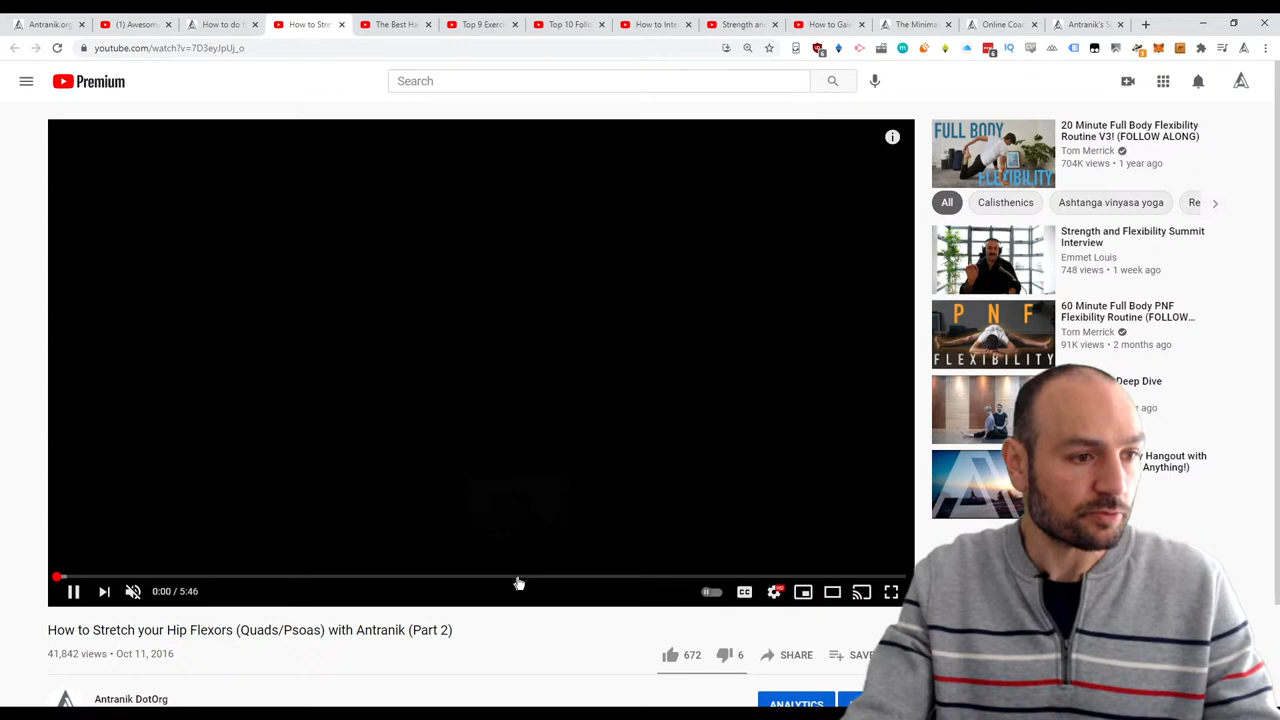 Antranik.org
(1) Awesom
How to do t
How to Stre
The Best Ha
Top 9 Exerci
Top 10 Follo
How to Inte
Strength an
How to Gai
The Minima
Online Coac
Antranik's S
youtube.com/watch?v=7D3eyJpUj_o
Premium
Search
FULL BODY
FLEXIBILITY
20 Minute Full Body Flexibility
Routine V3! (FOLLOW ALONG)
Tom Merrick
704K views • 1 year ago
All
Calisthenics
Ashtanga vinyasa yoga
Re
Strength and Flexibility Summit
Interview
Emmet Louis
748 views • 1 week ago
PNF
FLEXIBILITY
60 Minute Full Body PNF
Flexibility Routine (FOLLOW...
Tom Merrick
91K views • 2 months ago
Deep Dive
ago
Hangout with
Anything!)
0:00 / 5:46
CC
HD
How to Stretch your Hip Flexors (Quads/Psoas) with Antranik (Part 2)
41,842 views • Oct 11, 2016
672
6
SHARE
SAVE
Antranik DotOrg
ANALYTICS